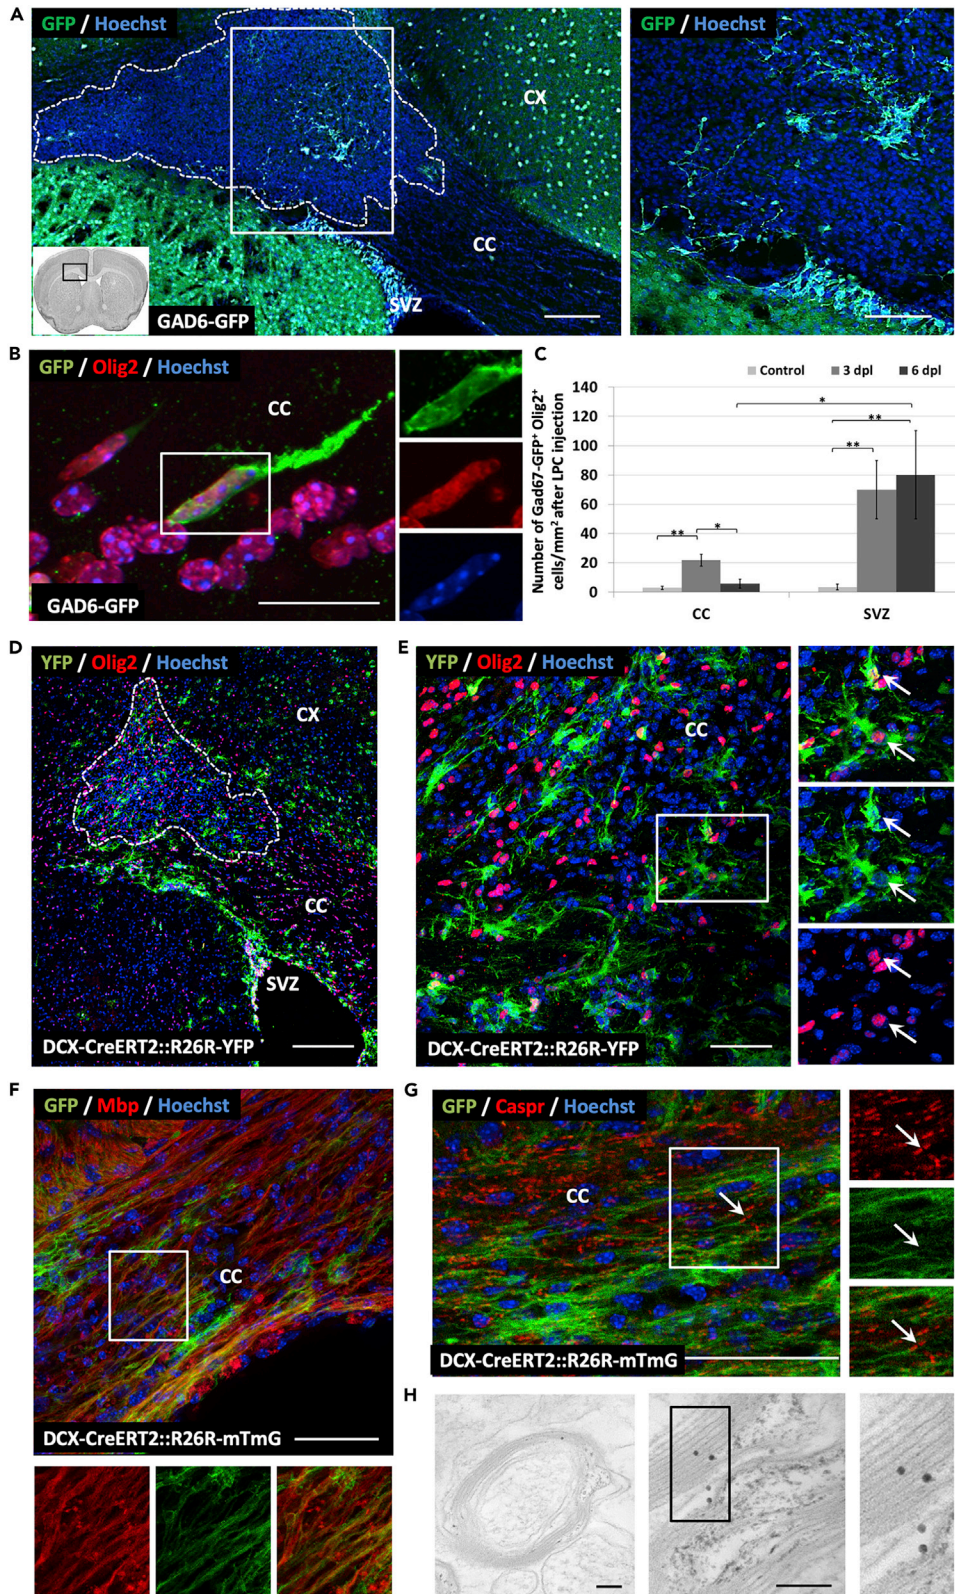 A
GFP / Hoechst
CX
CC
SVZ
GAD6-GFP
GFP / Hoechst
B
GFP / Olig2 / Hoechst
CC
GAD6-GFP
C
Control 3 dpl 6 dpl
Number of Gad67-GFP+ Olig2+
cells/mm2 after LPC injection
140
120
100
80
60
40
20
0
*
**
**
** *
CC SVZ
D
YFP / Olig2 / Hoechst
CX
CC
SVZ
DCX-CreERT2::R26R-YFP
E
YFP / Olig2 / Hoechst
CC
DCX-CreERT2::R26R-YFP
F
GFP / Mbp / Hoechst
CC
DCX-CreERT2::R26R-mTmG
G
GFP / Caspr / Hoechst
CC
DCX-CreERT2::R26R-mTmG
H